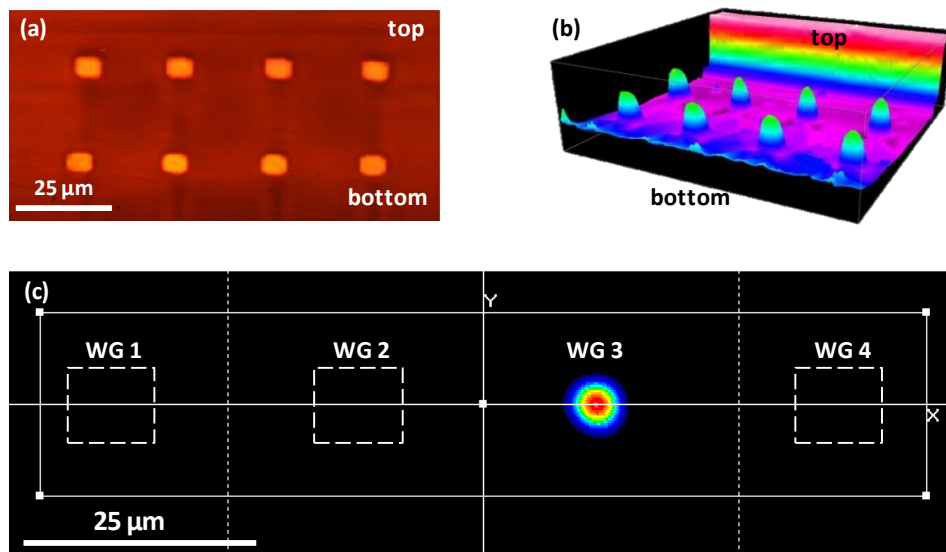 (a)
top
25 µm
bottom
(b)
top
bottom
(c)
Y
WG 1
WG 2
WG 3
WG 4
X
25 µm